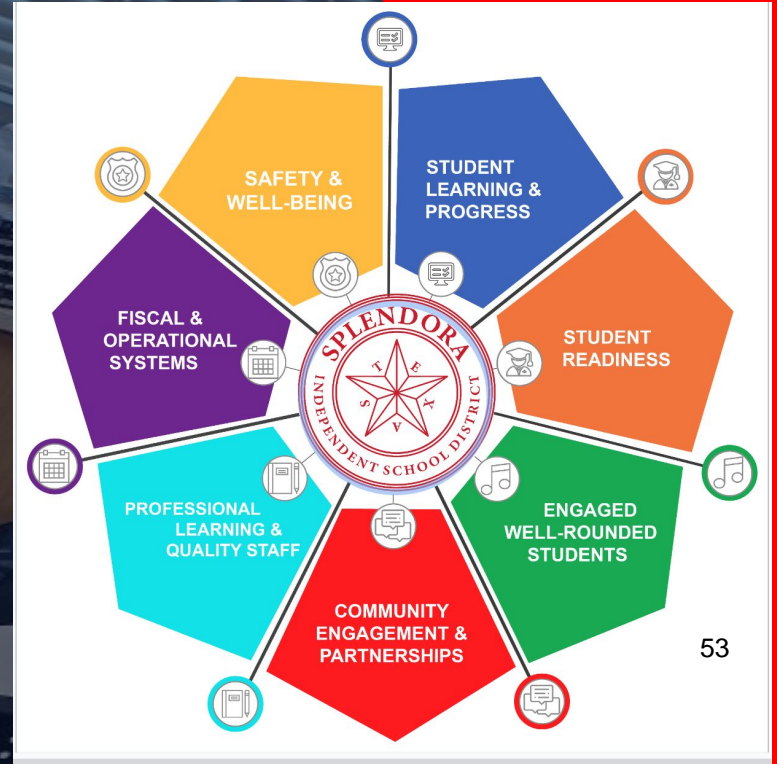 SAFETY &
WELL-BEING
STUDENT
LEARNING &
PROGRESS
FISCAL &
OPERATIONAL
SYSTEMS
STUDENT
READINESS
SPLENDORA
INDEPENDENT SCHOOL DISTRICT
TEXAS
PROFESSIONAL
LEARNING &
QUALITY STAFF
ENGAGED
WELL-ROUNDED
STUDENTS
COMMUNITY
ENGAGEMENT &
PARTNERSHIPS
53